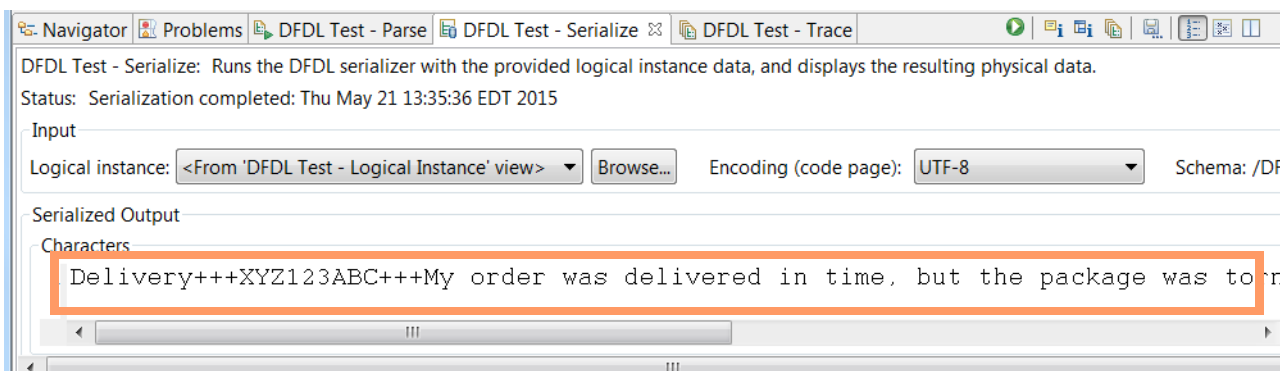 Navigator Problems DFDL Test - Parse DFDL Test - Serialize DFDL Test - Trace
DFDL Test - Serialize: Runs the DFDL serializer with the provided logical instance data, and displays the resulting physical data.
Status: Serialization completed: Thu May 21 13:35:36 EDT 2015
Input
Logical instance: <From 'DFDL Test - Logical Instance' view> Browse... Encoding (code page): UTF-8 Schema: /DF
Serialized Output
Characters
Delivery+++XYZ123ABC+++My order was delivered in time, but the package was torn